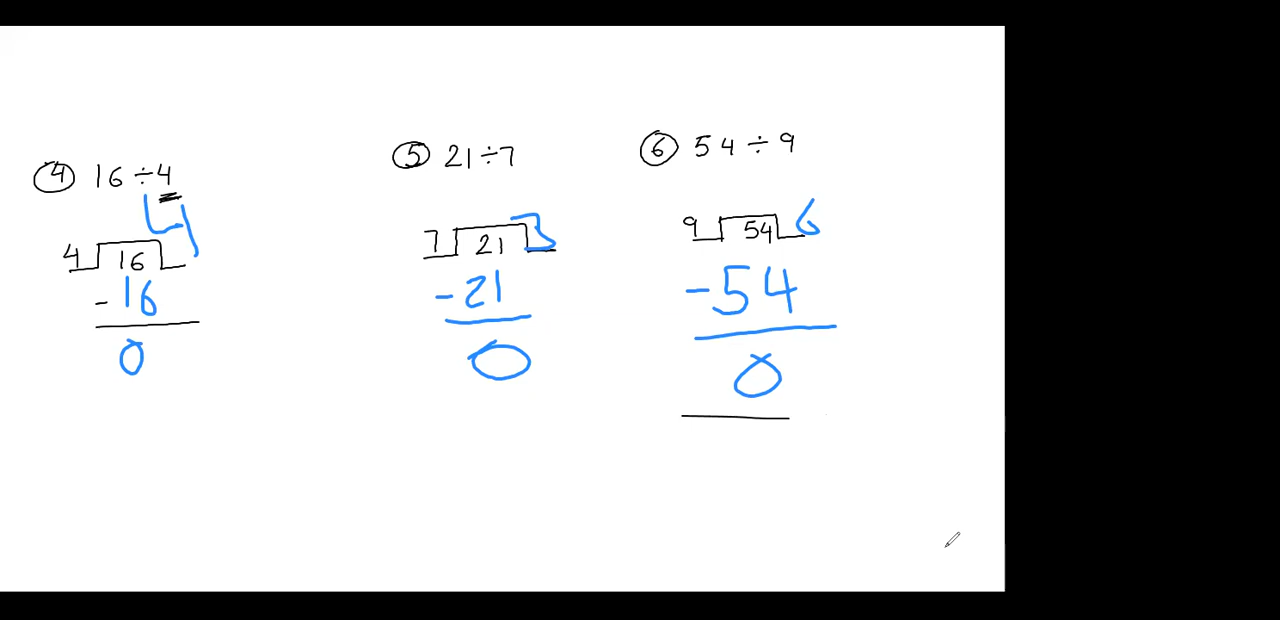 ④ 16 ÷ 4
4 16 4
- 16
0
⑤ 21 ÷ 7
7 21 3
- 21
0
⑥ 54 ÷ 9
9 54 6
- 54
0